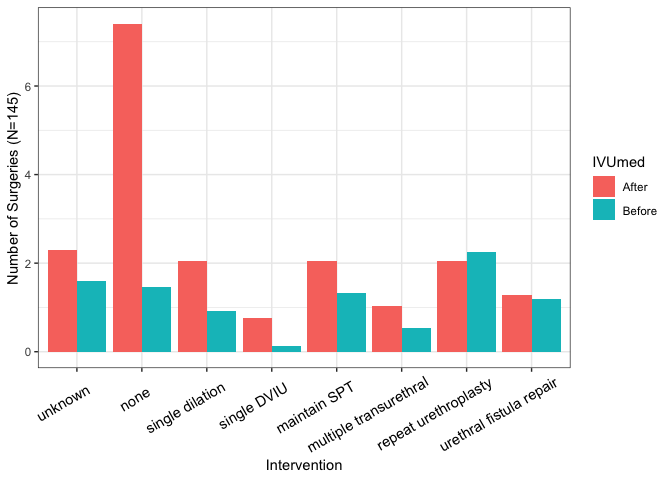 Number of Surgeries (N=145)
6
4
2
0
unknown
none
single dilation
single DVIU
maintain SPT
multiple transurethral
repeat urethroplasty
urethral fistula repair
Intervention
IVUmed
After
Before